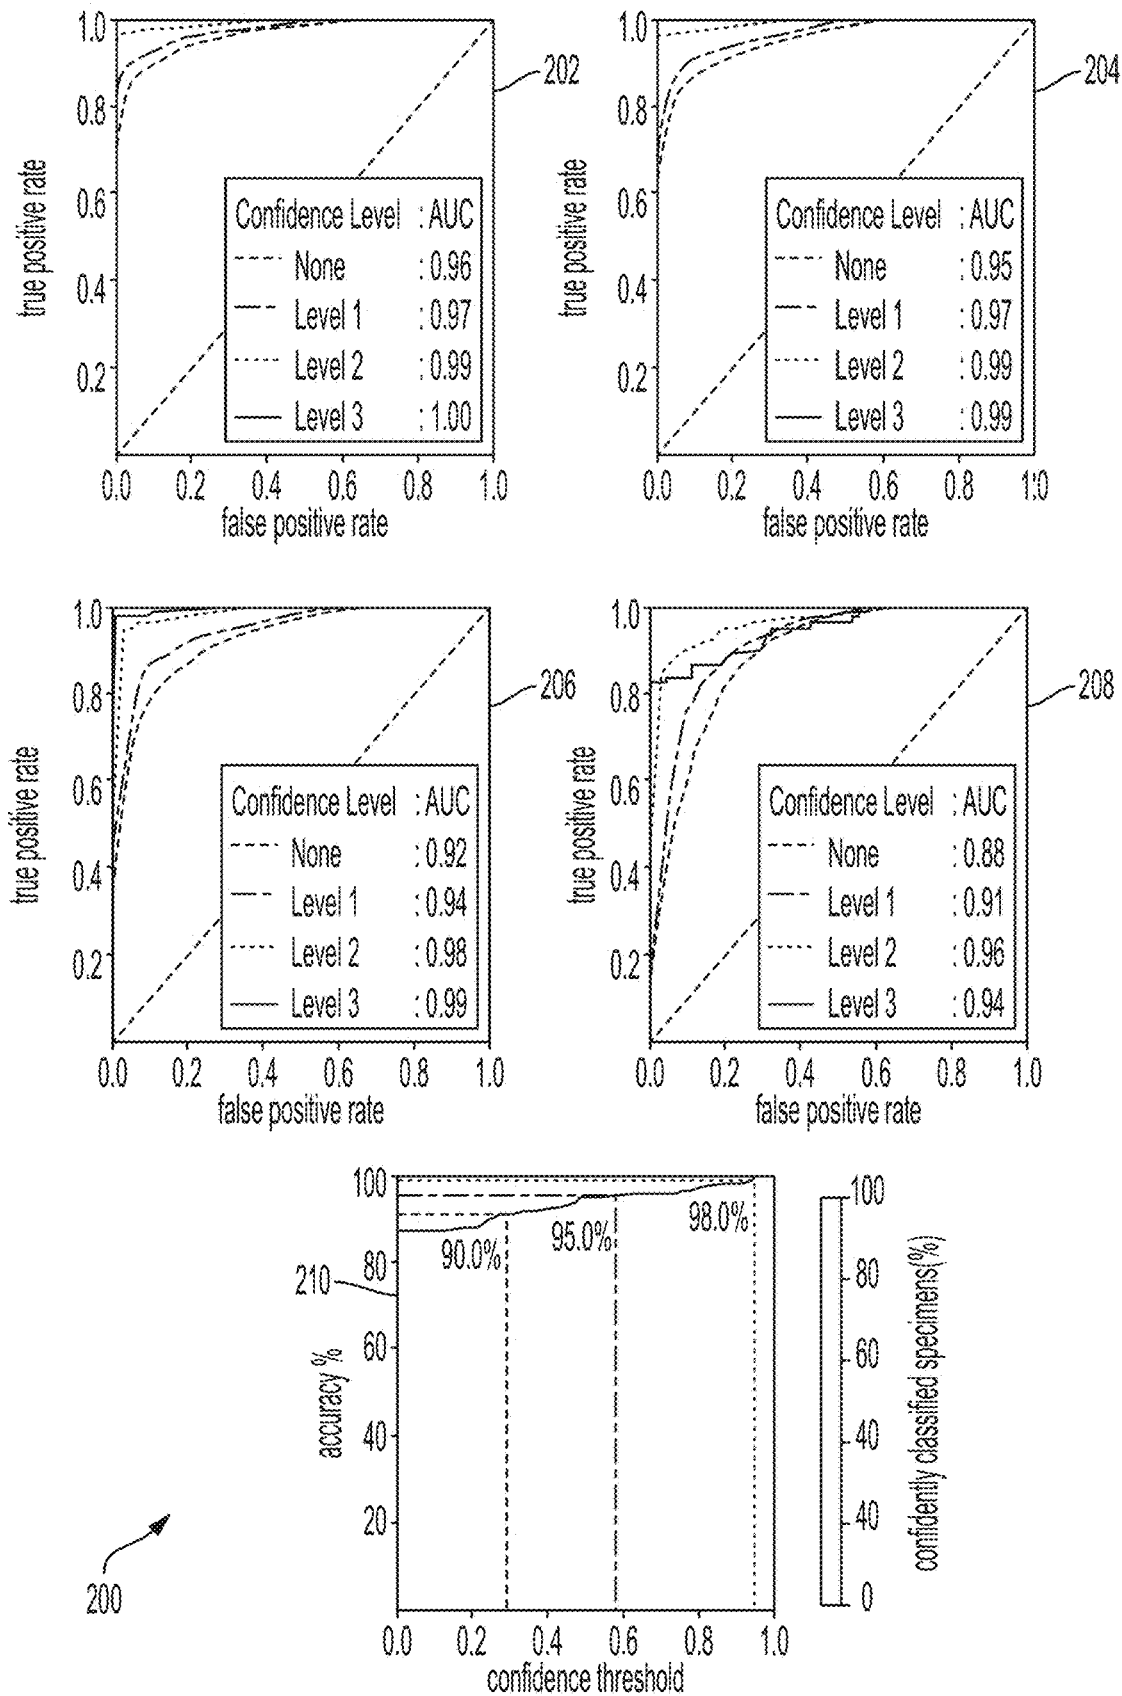 1.0
0.8
0.6
0.4
0.2
true positive rate
202
Confidence Level : AUC
None : 0.96
Level 1 : 0.97
Level 2 : 0.99
Level 3 : 1.00
0.0 0.2 0.4 0.6 0.8 1.0
false positive rate
1.0
0.8
0.6
0.4
0.2
true positive rate
204
Confidence Level : AUC
None : 0.95
Level 1 : 0.97
Level 2 : 0.99
Level 3 : 0.99
0.0 0.2 0.4 0.6 0.8 1.0
false positive rate
1.0
0.8
0.6
0.4
0.2
true positive rate
206
Confidence Level : AUC
None : 0.92
Level 1 : 0.94
Level 2 : 0.98
Level 3 : 0.99
0.0 0.2 0.4 0.6 0.8 1.0
false positive rate
1.0
0.8
0.6
0.4
0.2
true positive rate
208
Confidence Level : AUC
None : 0.88
Level 1 : 0.91
Level 2 : 0.96
Level 3 : 0.94
0.0 0.2 0.4 0.6 0.8 1.0
false positive rate
100
80
60
40
20
accuracy %
210
90.0%
95.0%
98.0%
0.0 0.2 0.4 0.6 0.8 1.0
confidence threshold
100
80
60
40
40
0
confidently classified specimens(%)
200